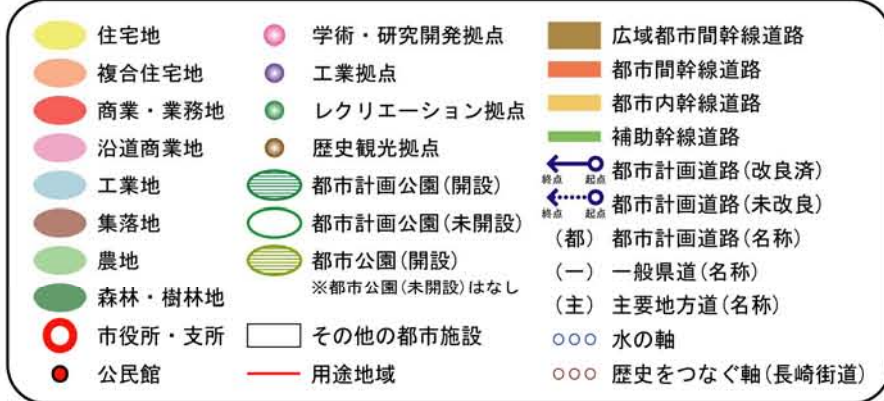 住宅地
複合住宅地
商業・業務地
沿道商業地
工業地
集落地
農地
森林・樹林地
市役所・支所
公民館
学術・研究開発拠点
工業拠点
レクリエーション拠点
歴史観光拠点
都市計画公園(開設)
都市計画公園(未開設)
都市公園(開設)
※都市公園(未開設)はなし
その他の都市施設
用途地域
広域都市間幹線道路
都市間幹線道路
都市内幹線道路
補助幹線道路
終点 起点 都市計画道路(改良済)
終点 起点 都市計画道路(未改良)
(都) 都市計画道路(名称)
(一) 一般県道(名称)
(主) 主要地方道(名称)
水の軸
歴史をつなぐ軸(長崎街道)